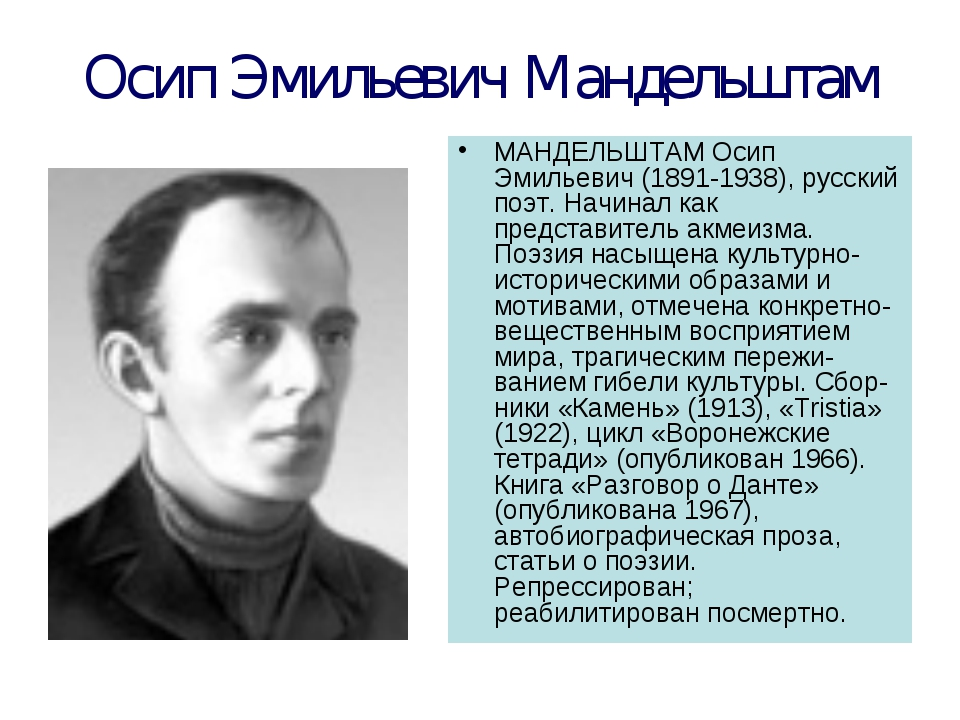 Осип Эмильевич Мандельштам
• МАНДЕЛЬШТАМ Осип
Эмильевич (1891-1938), русский
поэт. Начинал как
представитель акмеизма.
Поэзия насыщена культурно-
историческими образами и
мотивами, отмечена конкретно-
вещественным восприятием
мира, трагическим пережи-
ванием гибели культуры. Сбор-
ники «Камень» (1913), «Tristia»
(1922), цикл «Воронежские
тетради» (опубликован 1966).
Книга «Разговор о Данте»
(опубликована 1967),
автобиографическая проза,
статьи о поэзии.
Репрессирован;
реабилитирован посмертно.